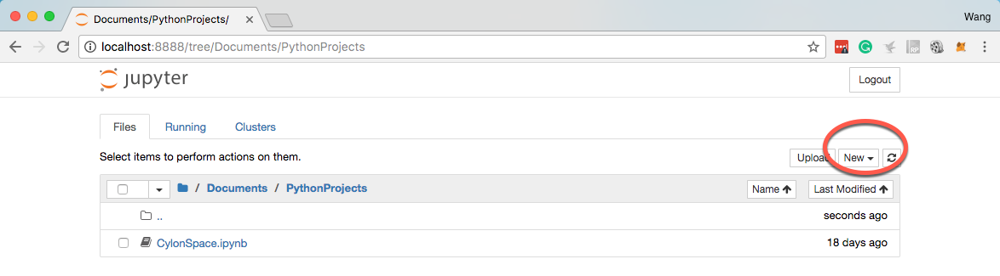 Documents/PythonProjects/
Wang
localhost:8888/tree/Documents/PythonProjects
RP
jupyter
Logout
Files Running Clusters
Select items to perform actions on them.
Upload New
/ Documents / PythonProjects Name Last Modified
.. seconds ago
CylonSpace.ipynb 18 days ago